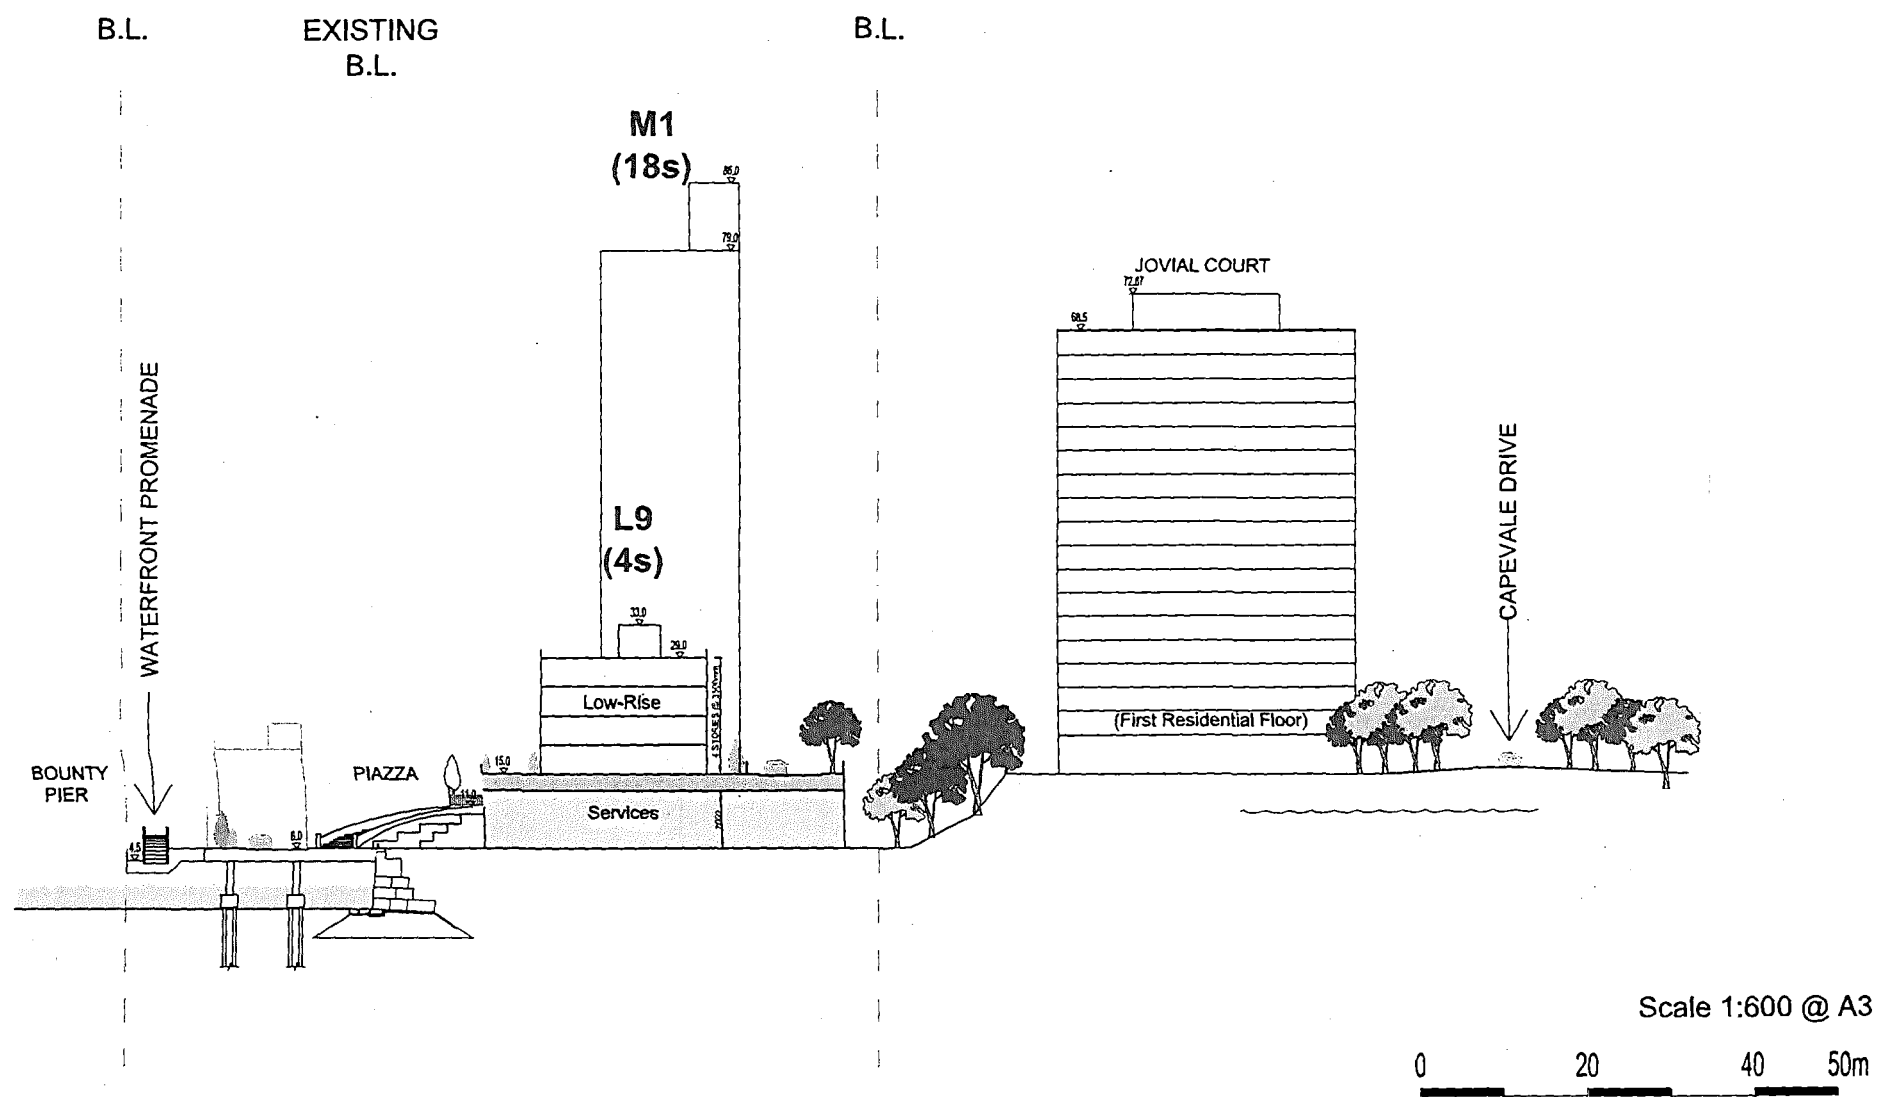 B.L.
EXISTING
B.L.
B.L.
M1
(18s)
86.0
79.0
JOVIAL COURT
72.87
68.5
WATERFRONT PROMENADE
CAPEVALE DRIVE
L9
(4s)
33.0
29.0
Low-Rise
(First Residential Floor)
BOUNTY
PIER
PIAZZA
15.0
11.0
Services
6.0
4.5
Scale 1:600 @ A3
0 20 40 50m